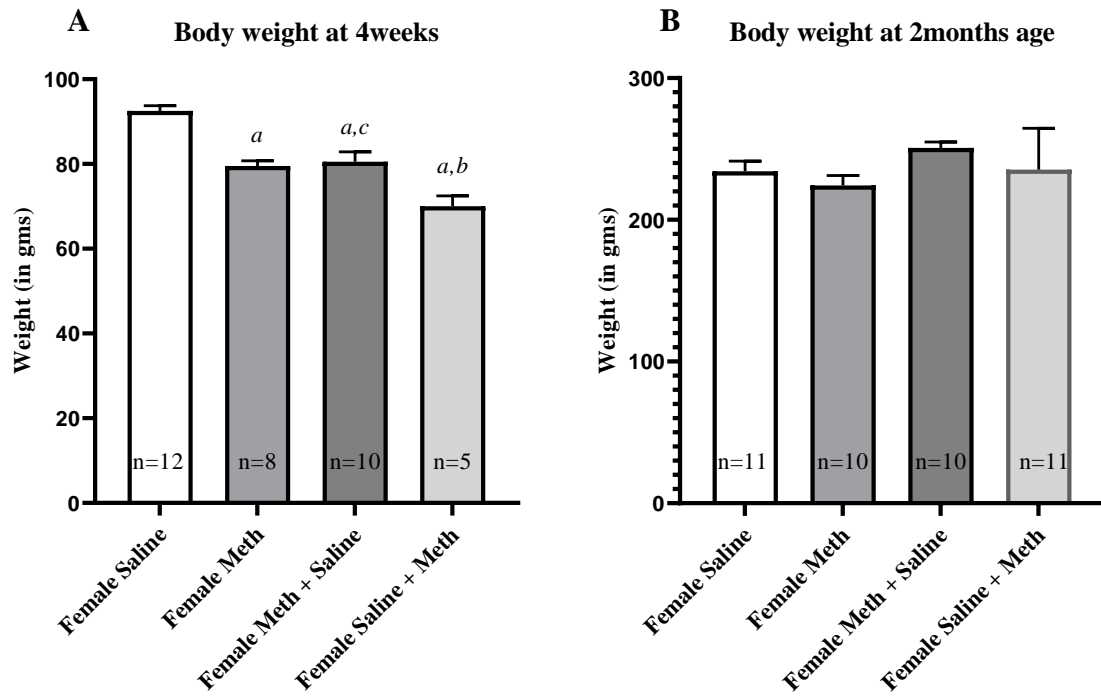 A
Body weight at 4weeks
Weight (in gms)
100
80
60
40
20
0
a
a,c
a,b
n=12
n=8
n=10
n=5
Female Saline
Female Meth
Female Meth + Saline
Female Saline + Meth
B
Body weight at 2months age
Weight (in gms)
300
200
100
0
n=11
n=10
n=10
n=11
Female Saline
Female Meth
Female Meth + Saline
Female Saline + Meth